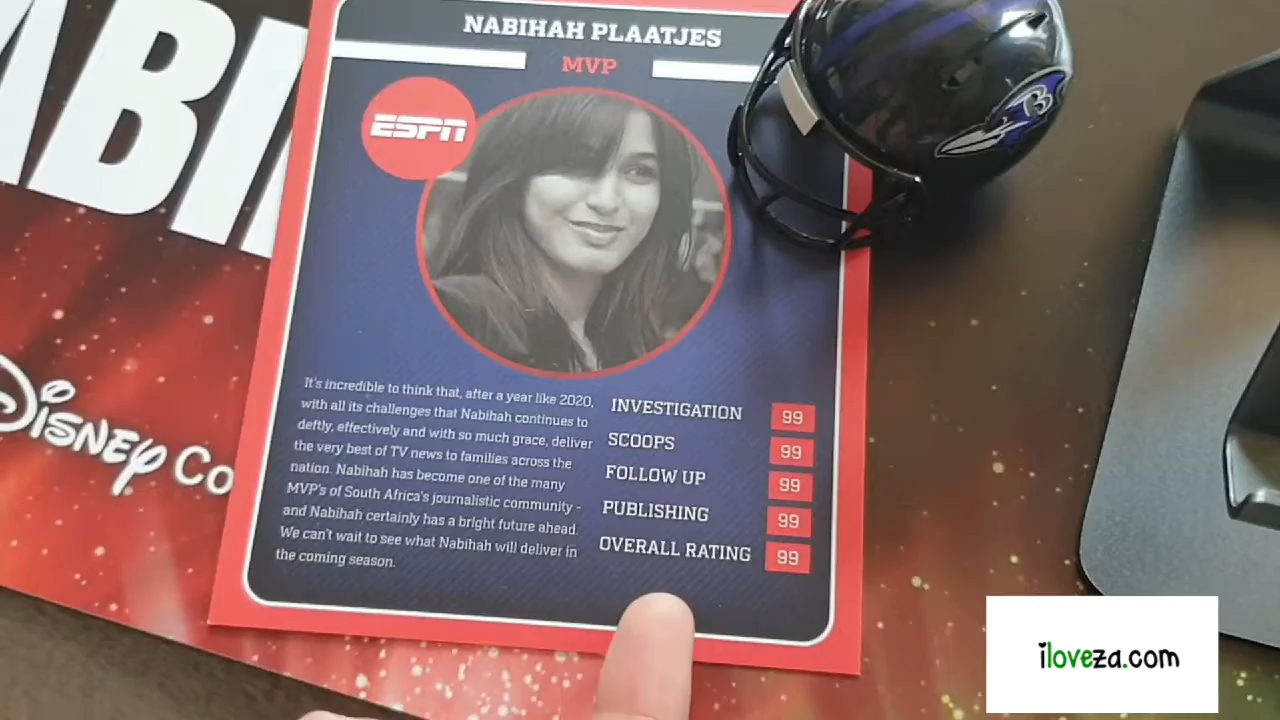 NABIHAH PLAATJES
MVP
ESPN
It's incredible to think that, after a year like 2020,
with all its challenges that Nabihah continues to
deftly, effectively and with so much grace, deliver
the very best of TV news to families across the
nation. Nabihah has become one of the many
MVP's of South Africa's journalistic community -
and Nabihah certainly has a bright future ahead.
We can't wait to see what Nabihah will deliver in
the coming season.
INVESTIGATION 99
SCOOPS 99
FOLLOW UP 99
PUBLISHING 99
OVERALL RATING 99
DISNEY Co
iloveza.com